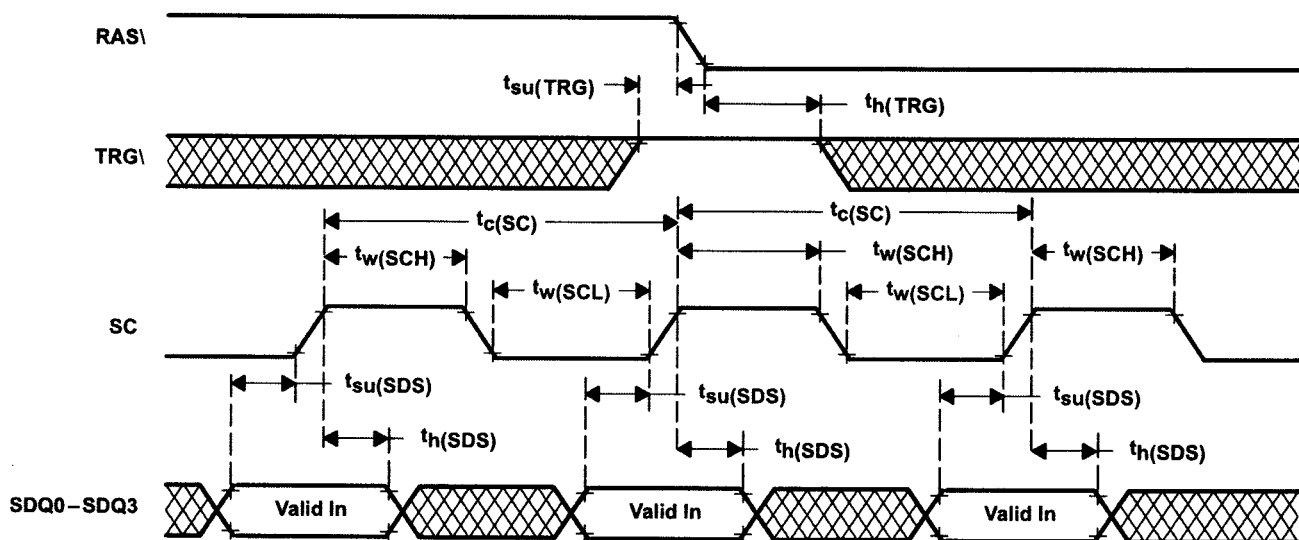 RAS\
tsu(TRG)
th(TRG)
TRG\
tc(SC)
tc(SC)
tw(SCH)
tw(SCH)
tw(SCH)
tw(SCL)
tw(SCL)
SC
tsu(SDS)
tsu(SDS)
tsu(SDS)
th(SDS)
th(SDS)
th(SDS)
SDQ0–SDQ3
Valid In
Valid In
Valid In